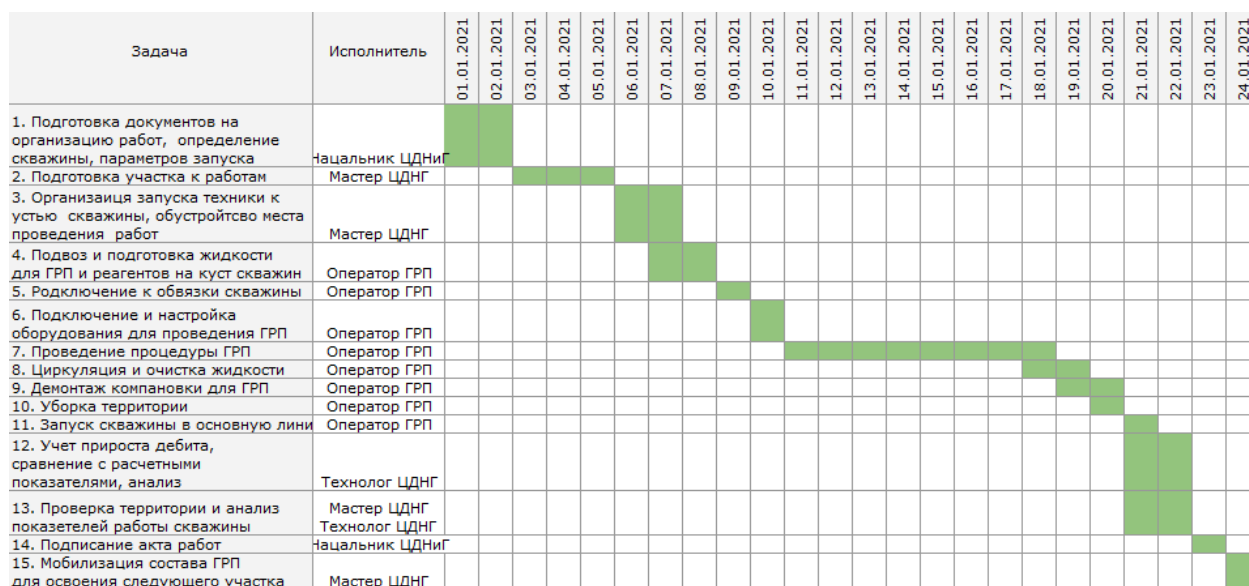 Задача
Исполнитель
01.01.2021
02.01.2021
03.01.2021
04.01.2021
05.01.2021
06.01.2021
07.01.2021
08.01.2021
09.01.2021
10.01.2021
11.01.2021
12.01.2021
13.01.2021
14.01.2021
15.01.2021
16.01.2021
17.01.2021
18.01.2021
19.01.2021
20.01.2021
21.01.2021
22.01.2021
23.01.2021
24.01.2021
1. Подготовка документов на
организацию работ, определение
скважины, параметров запуска
Нацальник ЦДНиГ
2. Подготовка участка к работам
Мастер ЦДНГ
3. Организаиця запуска техники к
устью скважины, обустройтсво места
проведения работ
Мастер ЦДНГ
4. Подвоз и подготовка жидкости
для ГРП и реагентов на куст скважин
Оператор ГРП
5. Родключение к обвязки скважины
Оператор ГРП
6. Подключение и настройка
оборудования для проведения ГРП
Оператор ГРП
7. Проведение процедуры ГРП
Оператор ГРП
8. Циркуляция и очистка жидкости
Оператор ГРП
9. Демонтаж компановки для ГРП
Оператор ГРП
10. Уборка территории
Оператор ГРП
11. Запуск скважины в основную лини
Оператор ГРП
12. Учет прироста дебита,
сравнение с расчетными
показателями, анализ
Технолог ЦДНГ
13. Проверка территории и анализ
показетелей работы скважины
Мастер ЦДНГ
Технолог ЦДНГ
14. Подписание акта работ
Нацальник ЦДНиГ
15. Мобилизация состава ГРП
для освоения следующего участка
Мастер ЦДНГ